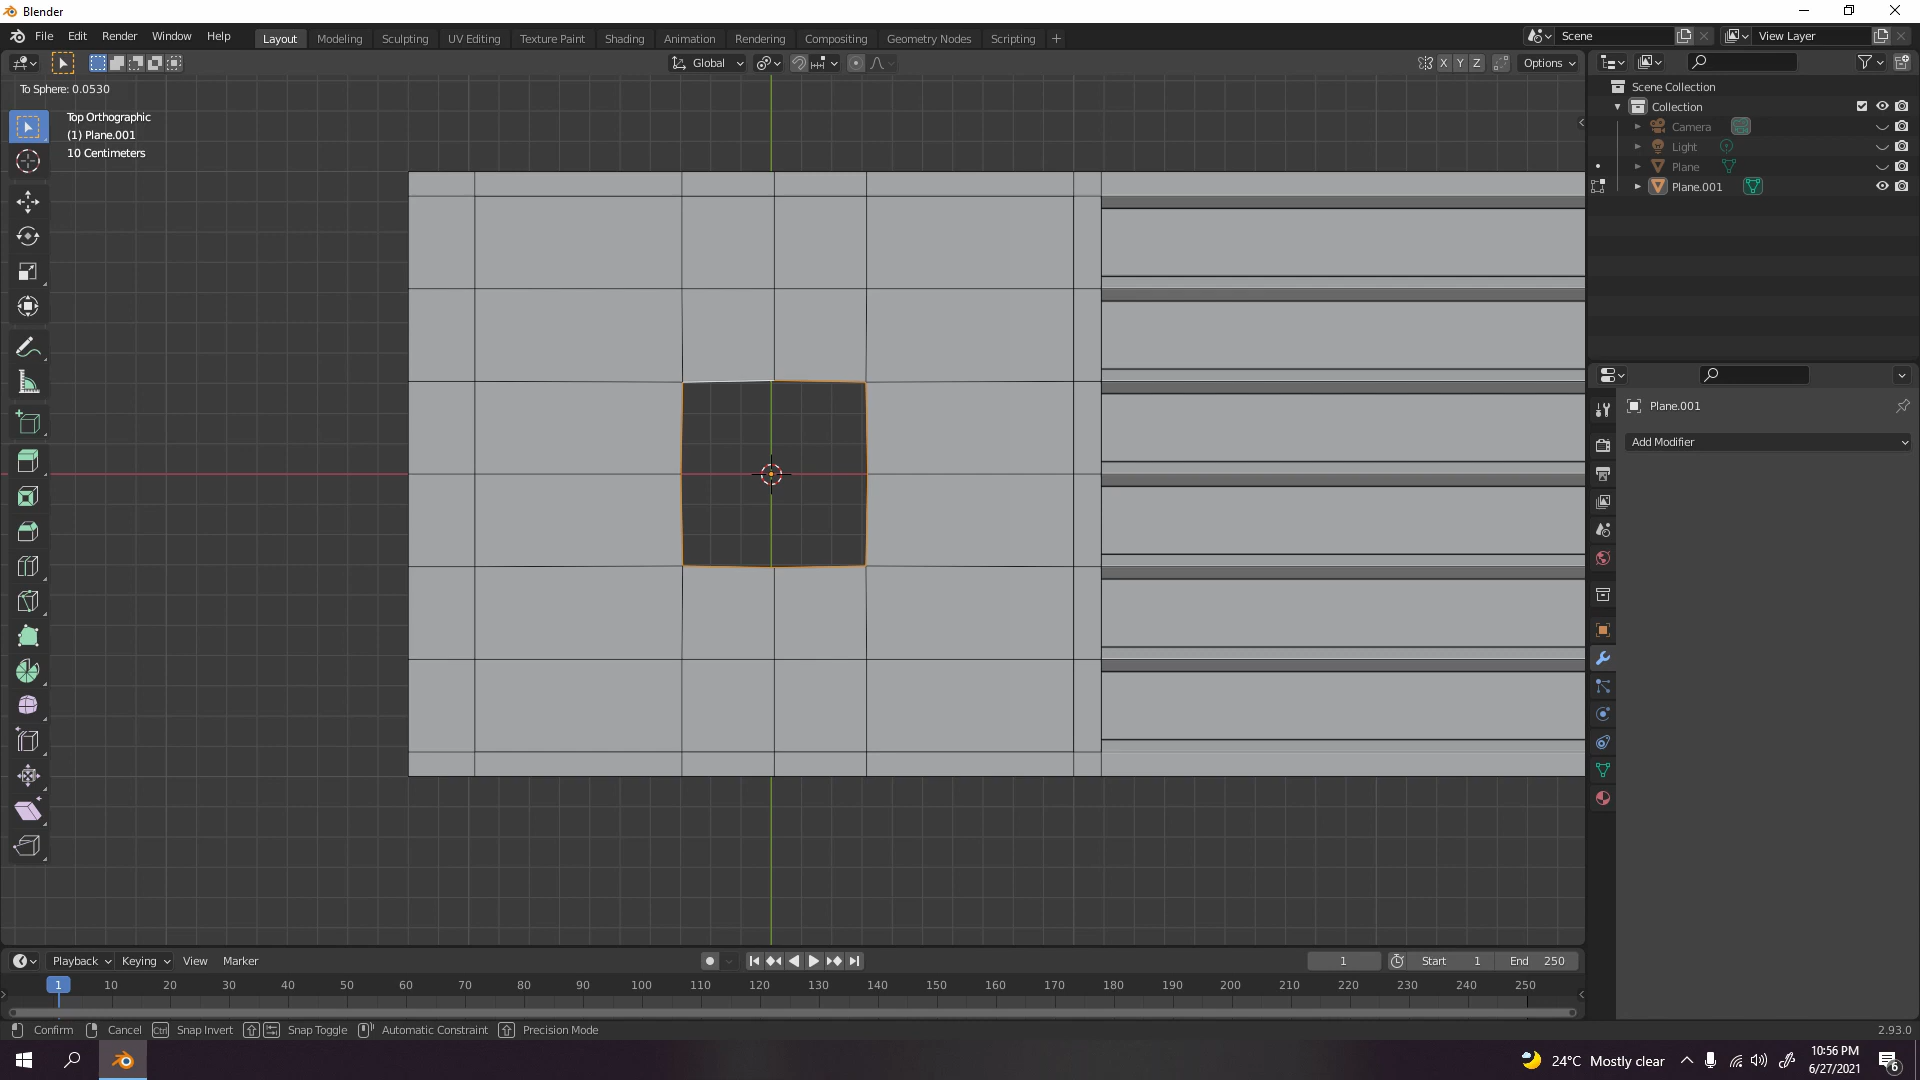 Blender
File Edit Render Window Help Layout Modeling Sculpting UV Editing Texture Paint Shading Animation Rendering Compositing Geometry Nodes Scripting + Scene View Layer
Global X Y Z Options
To Sphere: 0.0530
Top Orthographic
(1) Plane.001
10 Centimeters
Scene Collection
Collection
Camera
Light
Plane
Plane.001
Plane.001
Add Modifier
Playback Keying View Marker 1 Start 1 End 250
1 10 20 30 40 50 60 70 80 90 100 110 120 130 140 150 160 170 180 190 200 210 220 230 240 250
Confirm Cancel Ctrl Snap Invert Snap Toggle Automatic Constraint Precision Mode 2.93.0
24°C Mostly clear
10:56 PM
6/27/2021
6